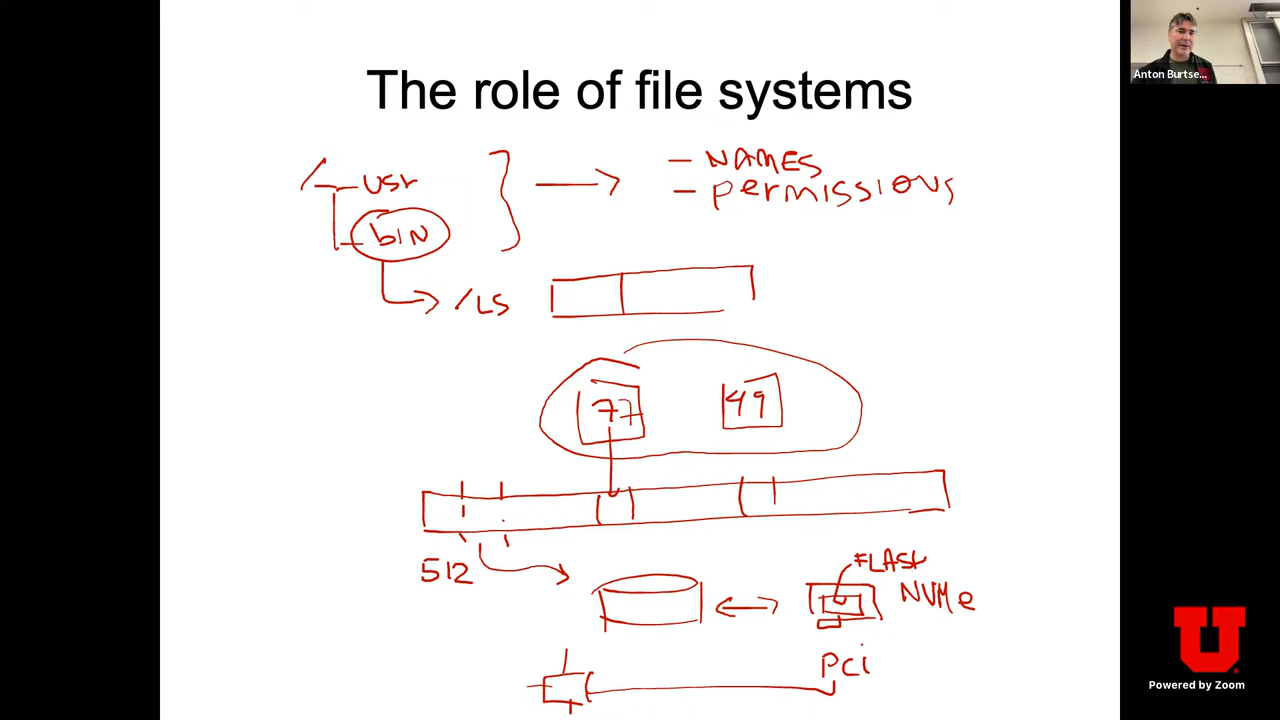 The role of file systems
Anton Burtse...
/ usr
bin
- NAMES
- permissions
/LS
77
49
512
FLASH
NVMe
pci
U
Powered by Zoom